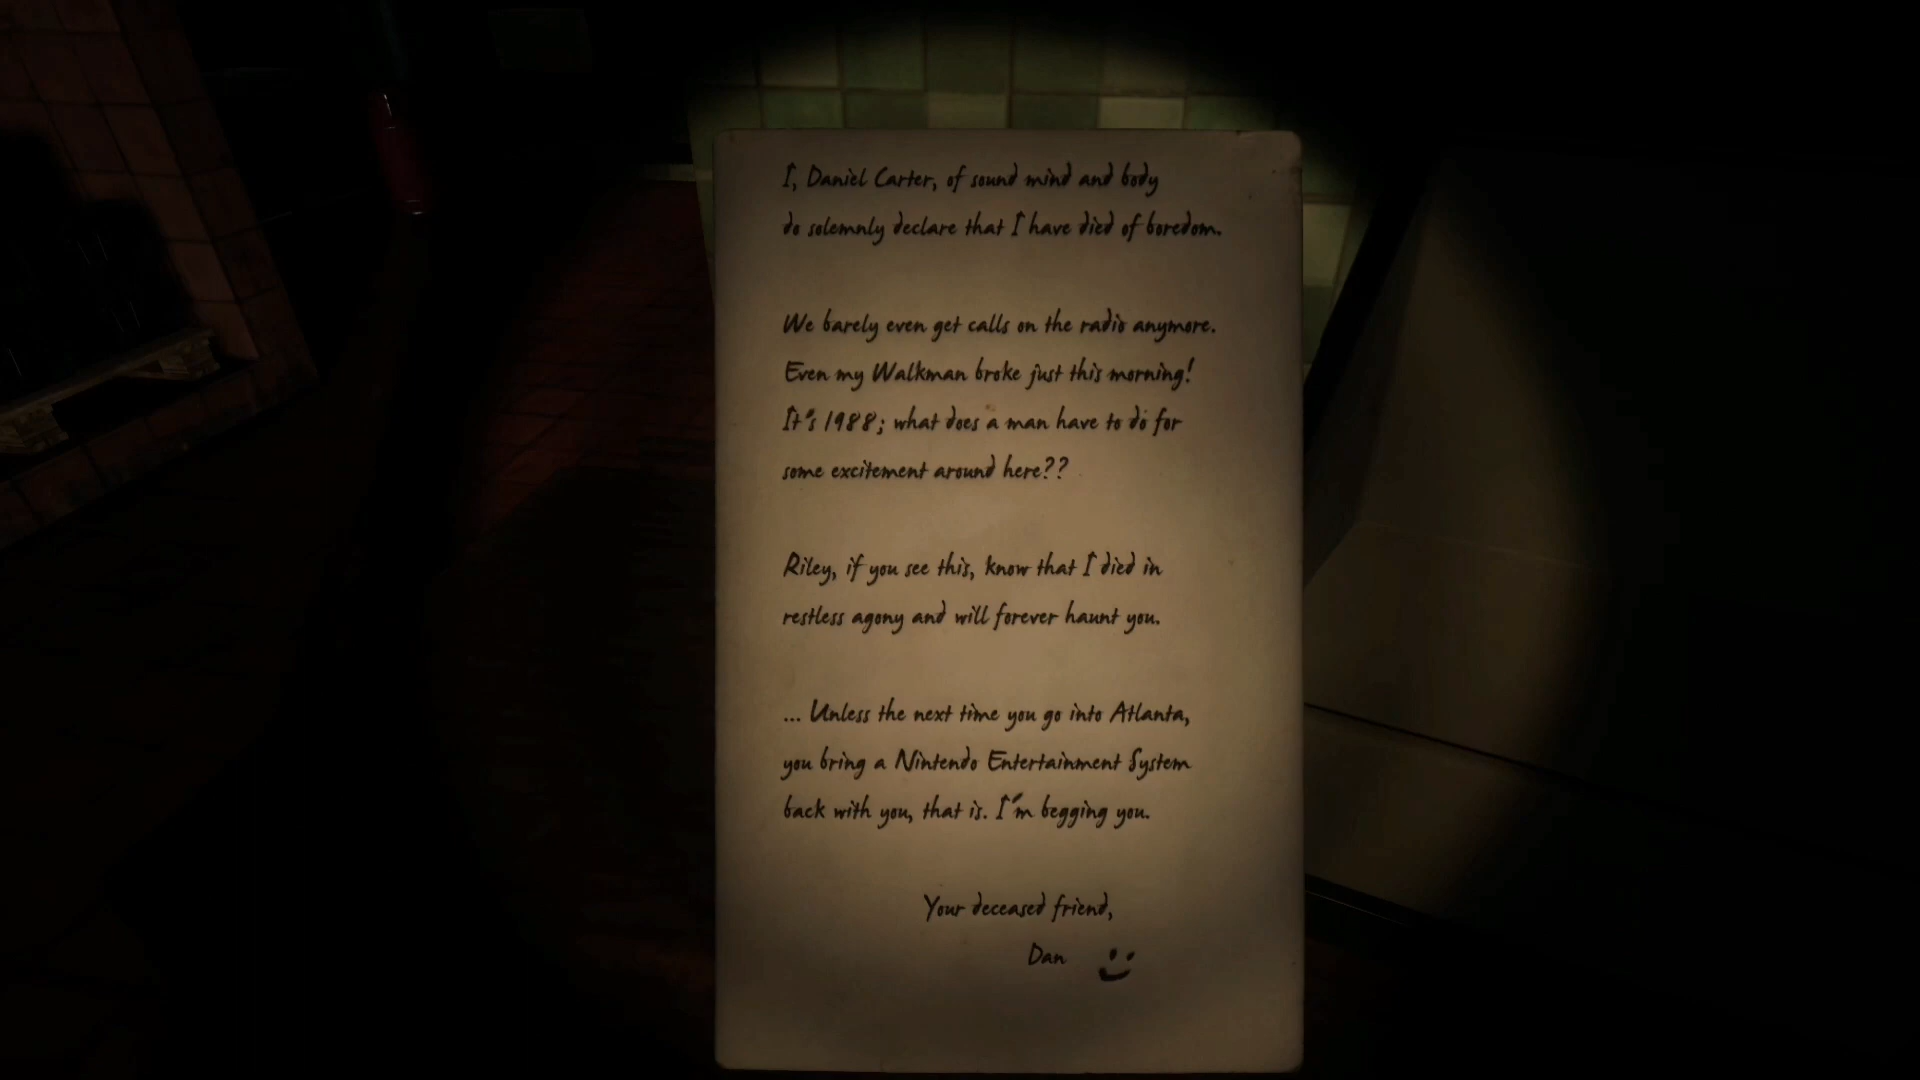 I, Daniel Carter, of sound mind and body
do solemnly declare that I have died of boredom.
We barely even get calls on the radio anymore.
Even my Walkman broke just this morning!
It's 1988; what does a man have to do for
some excitement around here??
Riley, if you see this, know that I died in
restless agony and will forever haunt you.
... Unless the next time you go into Atlanta,
you bring a Nintendo Entertainment System
back with you, that is. I'm begging you.
Your deceased friend,
Dan